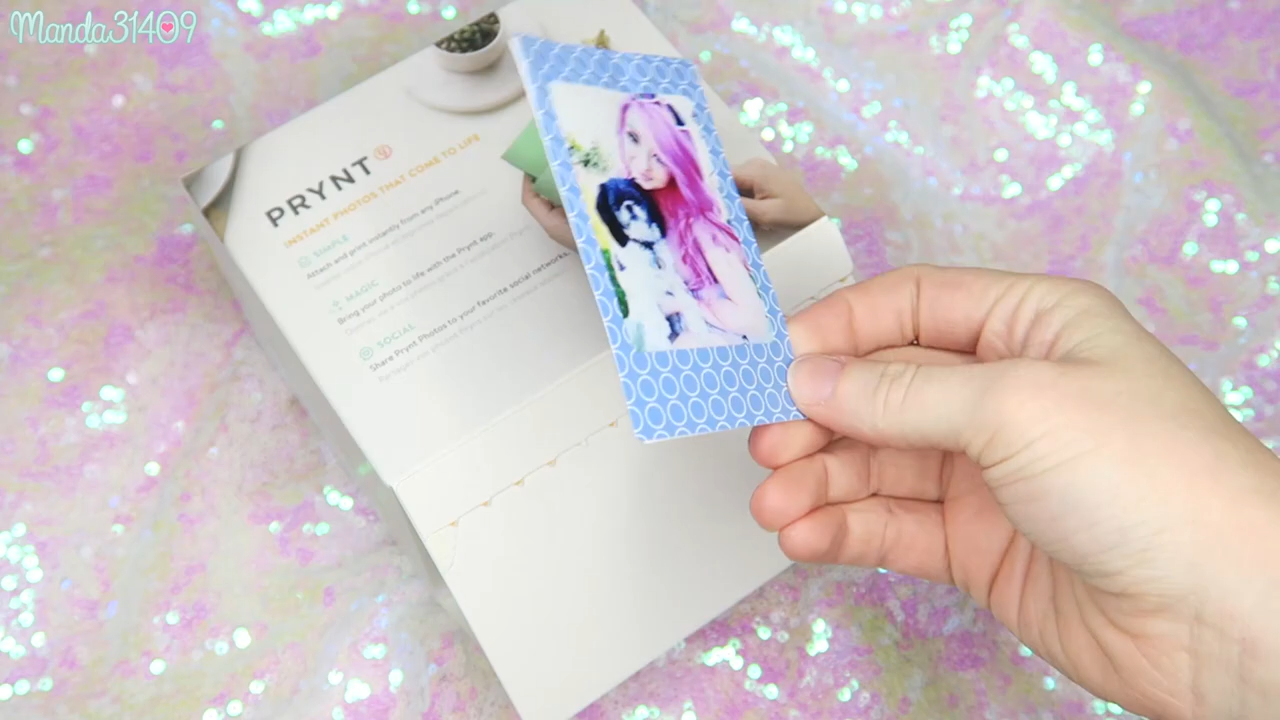 Manda31409
PRYNT
INSTANT PHOTOS THAT COME TO LIFE
SIMPLE
Attach and print instantly from any iPhone.
MAGIC
Bring your photo to life with the Prynt app.
SOCIAL
Share Prynt Photos to your favorite social networks.